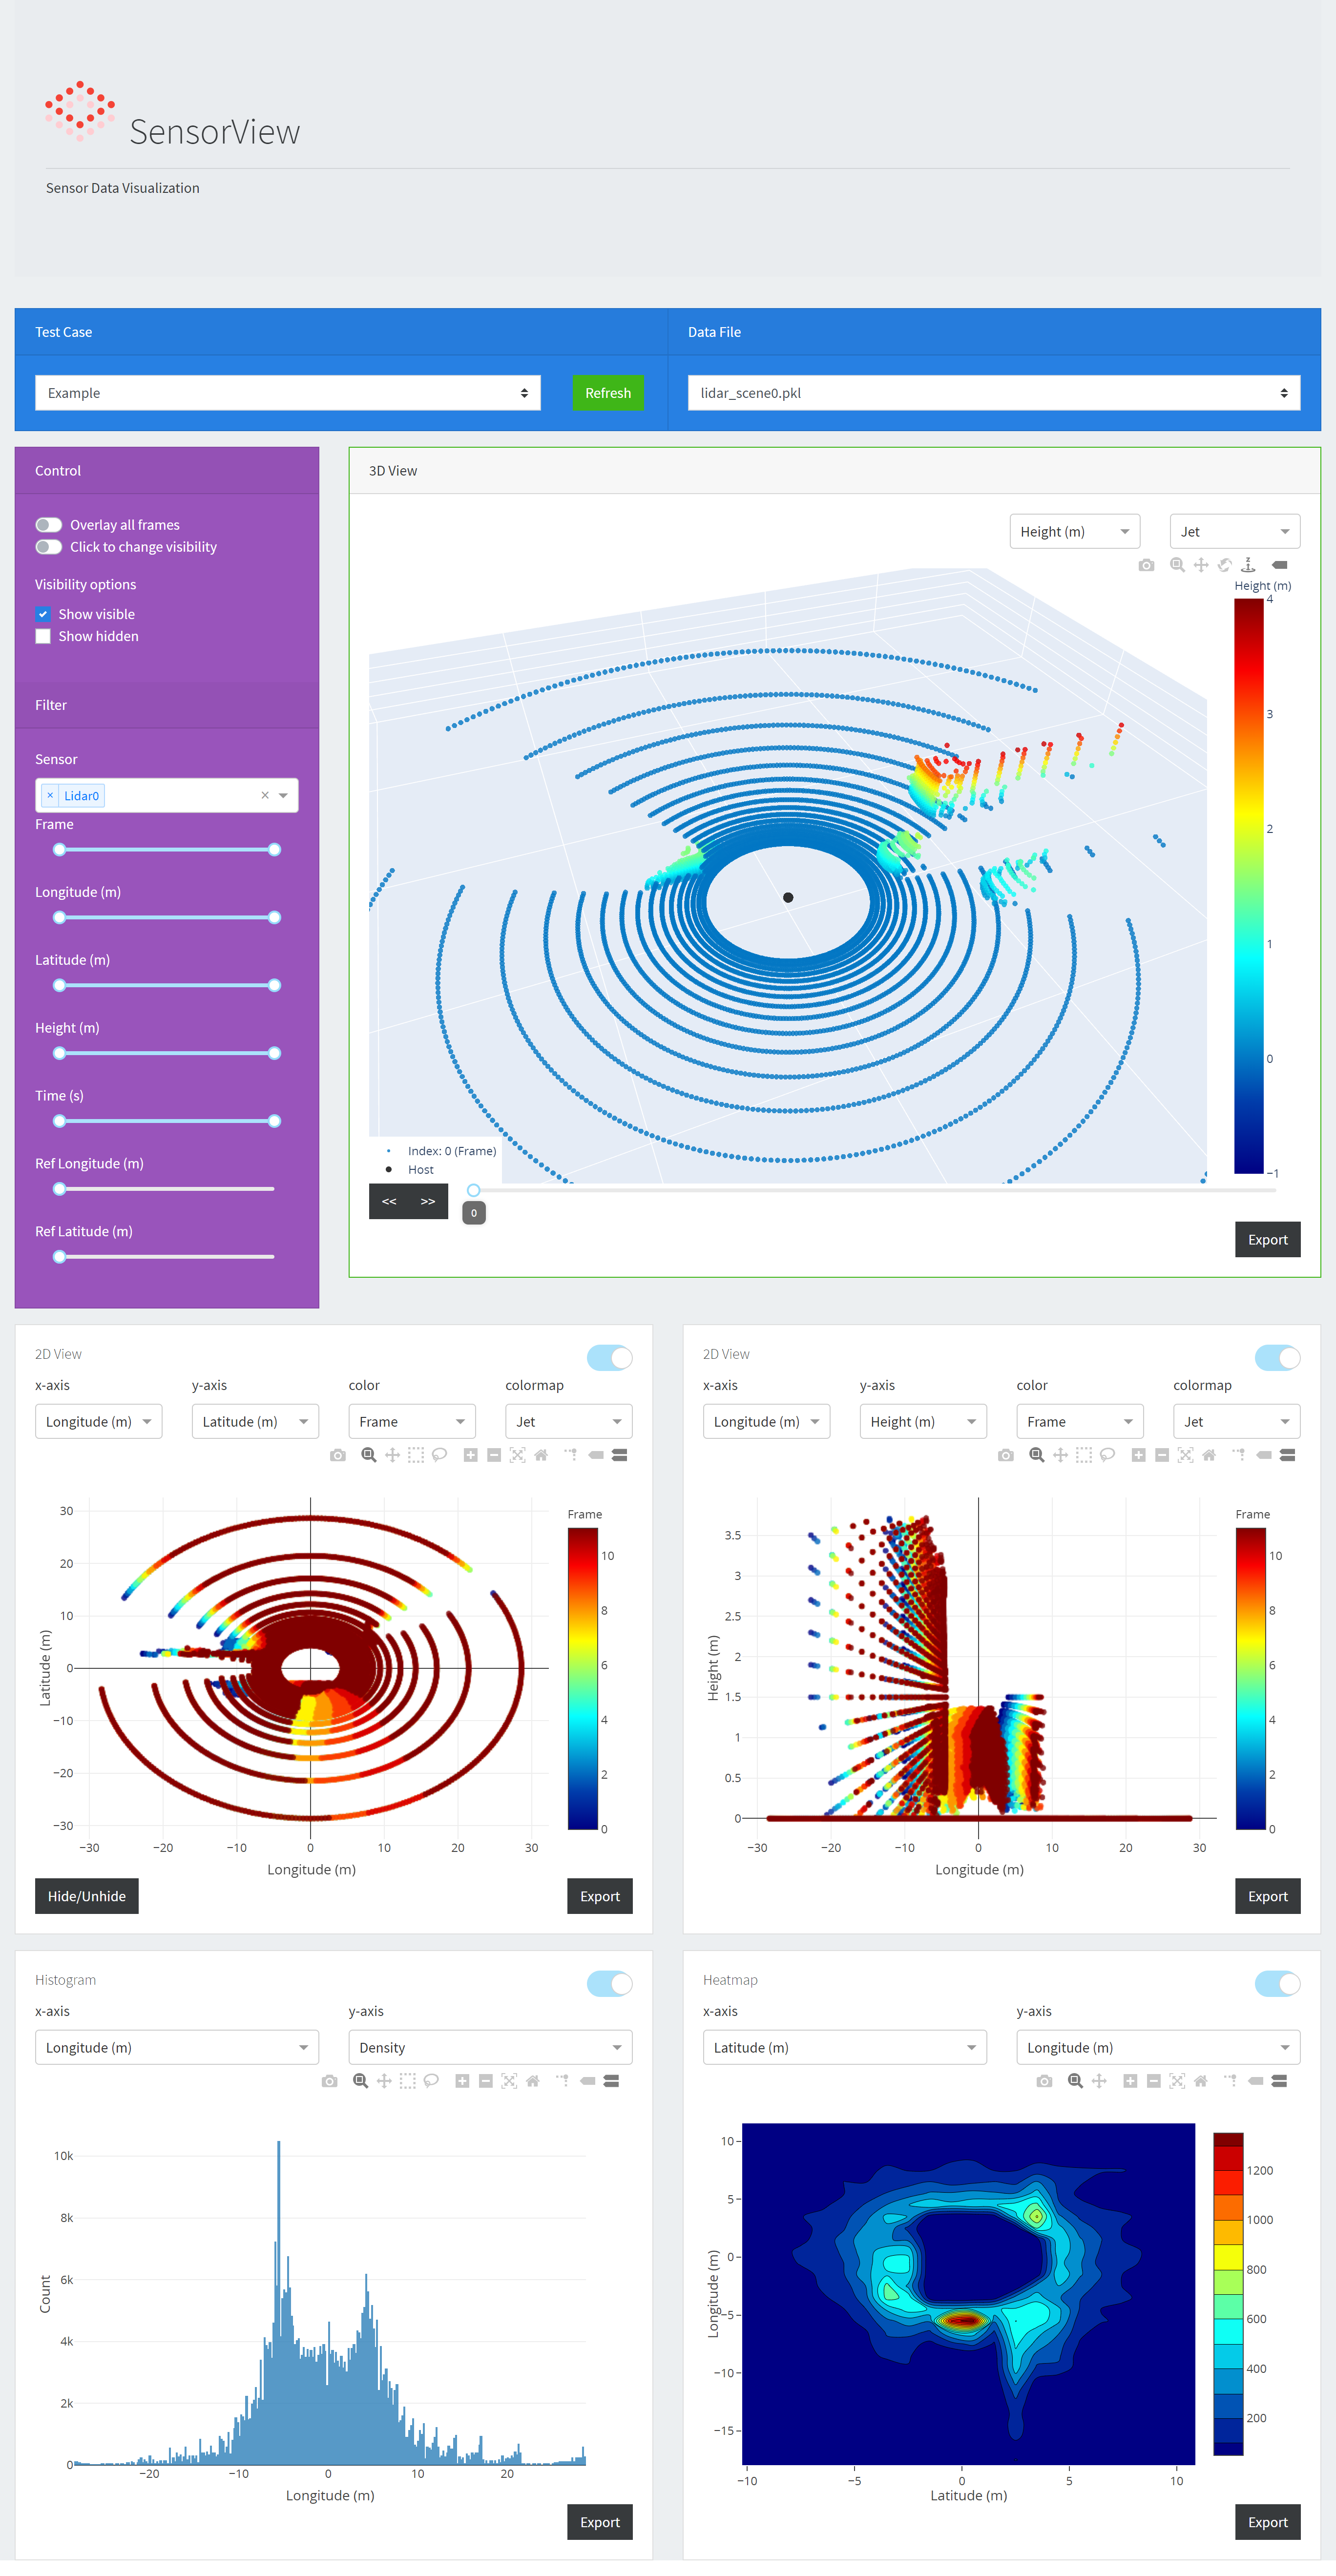 SensorView
Sensor Data Visualization
Test Case
Data File
Example
Refresh
lidar_scene0.pkl
Control
Overlay all frames
Click to change visibility
Visibility options
Show visible
Show hidden
Filter
Sensor
× Lidar0 ×
Frame
Longitude (m)
Latitude (m)
Height (m)
Time (s)
Ref Longitude (m)
Ref Latitude (m)
3D View
Height (m)
Jet
Height (m)
4
3
2
1
0
−1
Index: 0 (Frame)
Host
<< >>
0
Export
2D View
x-axis y-axis color colormap
Longitude (m) Latitude (m) Frame Jet
Frame
30
20
10
0
−10
−20
−30
Latitude (m)
−30 −20 −10 0 10 20 30
Longitude (m)
10
8
6
4
2
0
Hide/Unhide
Export
2D View
x-axis y-axis color colormap
Longitude (m) Height (m) Frame Jet
Frame
3.5
3
2.5
2
1.5
1
0.5
0
Height (m)
−30 −20 −10 0 10 20 30
Longitude (m)
10
8
6
4
2
0
Export
Histogram
x-axis y-axis
Longitude (m) Density
10k
8k
6k
4k
2k
0
Count
−20 −10 0 10 20
Longitude (m)
Export
Heatmap
x-axis y-axis
Latitude (m) Longitude (m)
10
5
0
−5
−10
−15
Longitude (m)
−10 −5 0 5 10
Latitude (m)
1200
1000
800
600
400
200
Export